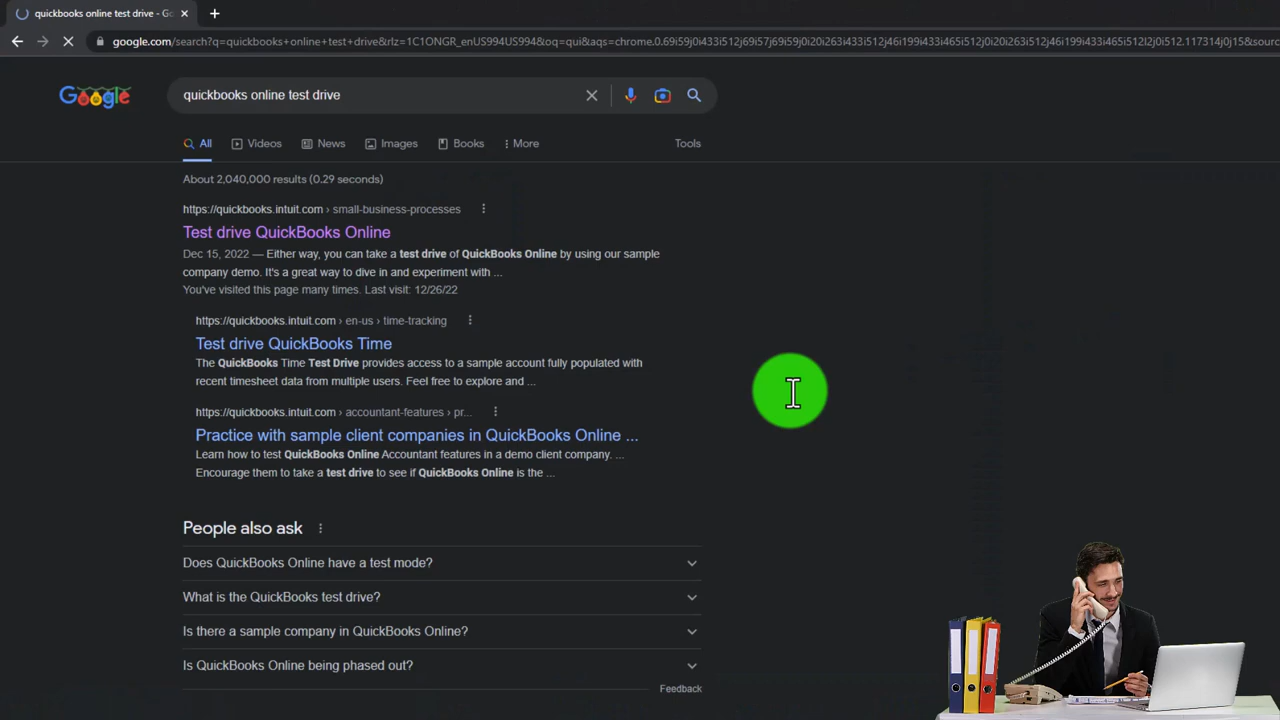 quickbooks online test drive - Go
google.com/search?q=quickbooks+online+test+drive&rlz=1C1ONGR_enUS994US994&oq=qui&aqs=chrome.0.69i59j0i433i512j69i57j69i59j0i20i263i512j46i199i433i465i512j0i20i263i512j46i199i433i465i512l2j0i512.117314j0j15&sourc
Google
quickbooks online test drive
All
Videos
News
Images
Books
More
Tools
About 2,040,000 results (0.29 seconds)
https://quickbooks.intuit.com › small-business-processes
Test drive QuickBooks Online
Dec 15, 2022 — Either way, you can take a test drive of QuickBooks Online by using our sample
company demo. It's a great way to dive in and experiment with ...
You've visited this page many times. Last visit: 12/26/22
https://quickbooks.intuit.com › en-us › time-tracking
Test drive QuickBooks Time
The QuickBooks Time Test Drive provides access to a sample account fully populated with
recent timesheet data from multiple users. Feel free to explore and ...
https://quickbooks.intuit.com › accountant-features › pr...
Practice with sample client companies in QuickBooks Online ...
Learn how to test QuickBooks Online Accountant features in a demo client company. ...
Encourage them to take a test drive to see if QuickBooks Online is the ...
People also ask
Does QuickBooks Online have a test mode?
What is the QuickBooks test drive?
Is there a sample company in QuickBooks Online?
Is QuickBooks Online being phased out?
Feedback